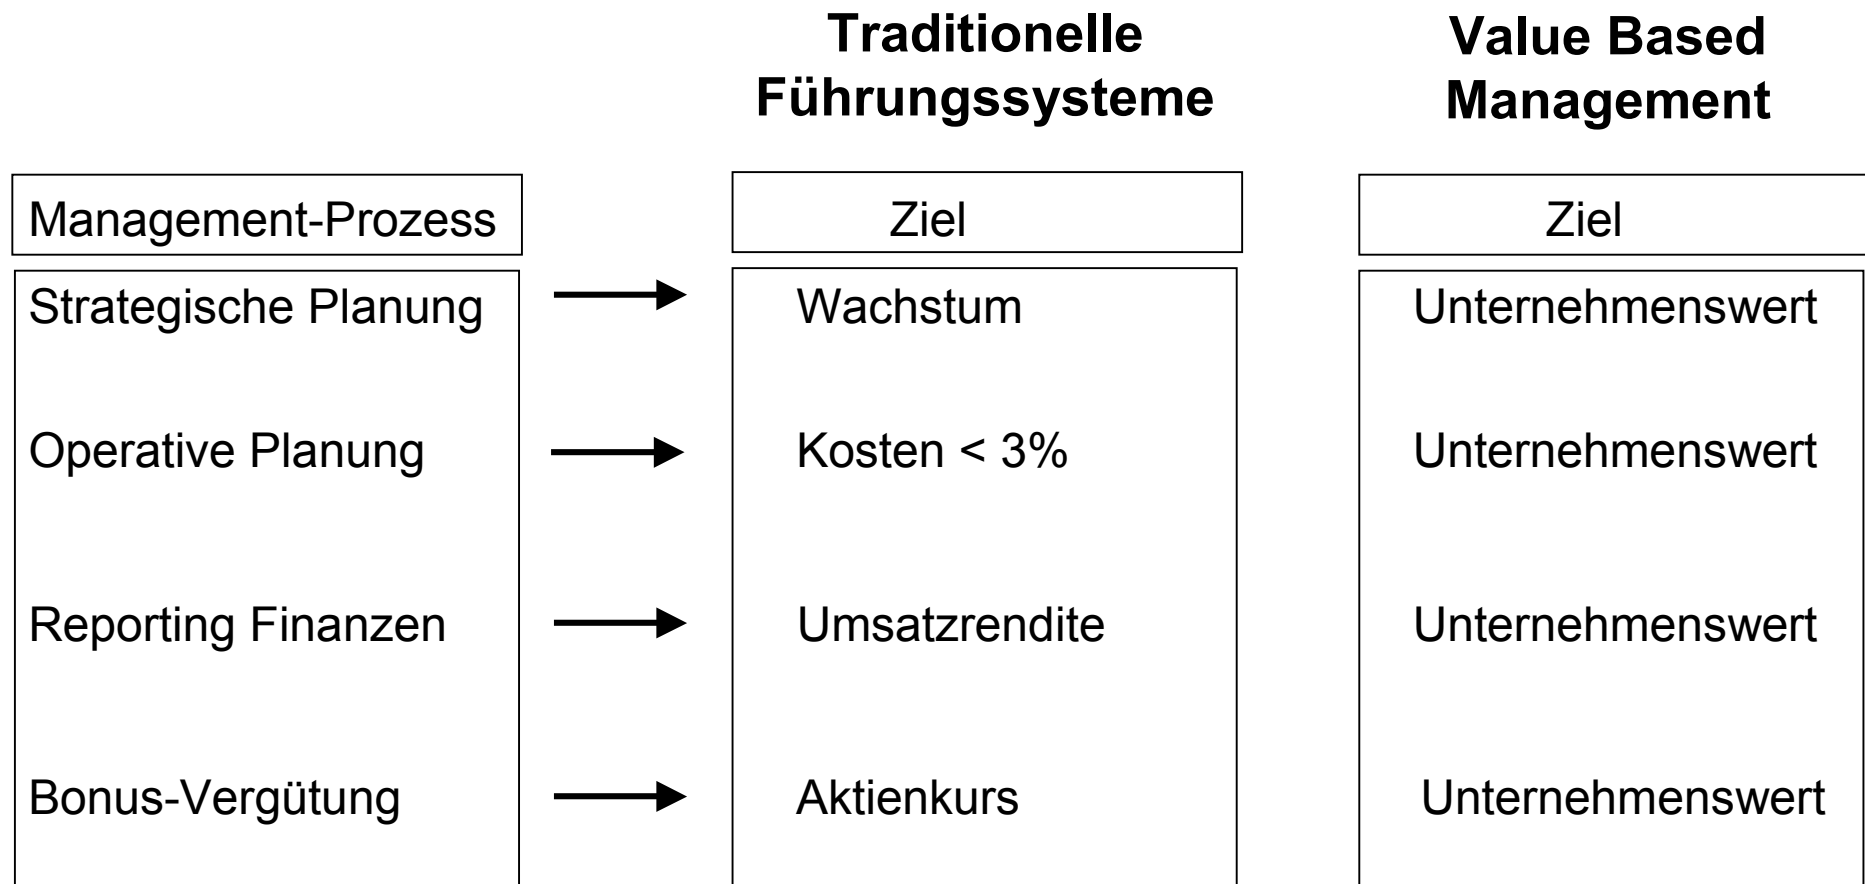 Traditionelle
Führungssysteme
Value Based
Management
Management-Prozess
Ziel
Ziel
Strategische Planung
Wachstum
Unternehmenswert
Operative Planung
Kosten < 3%
Unternehmenswert
Reporting Finanzen
Umsatzrendite
Unternehmenswert
Bonus-Vergütung
Aktienkurs
Unternehmenswert